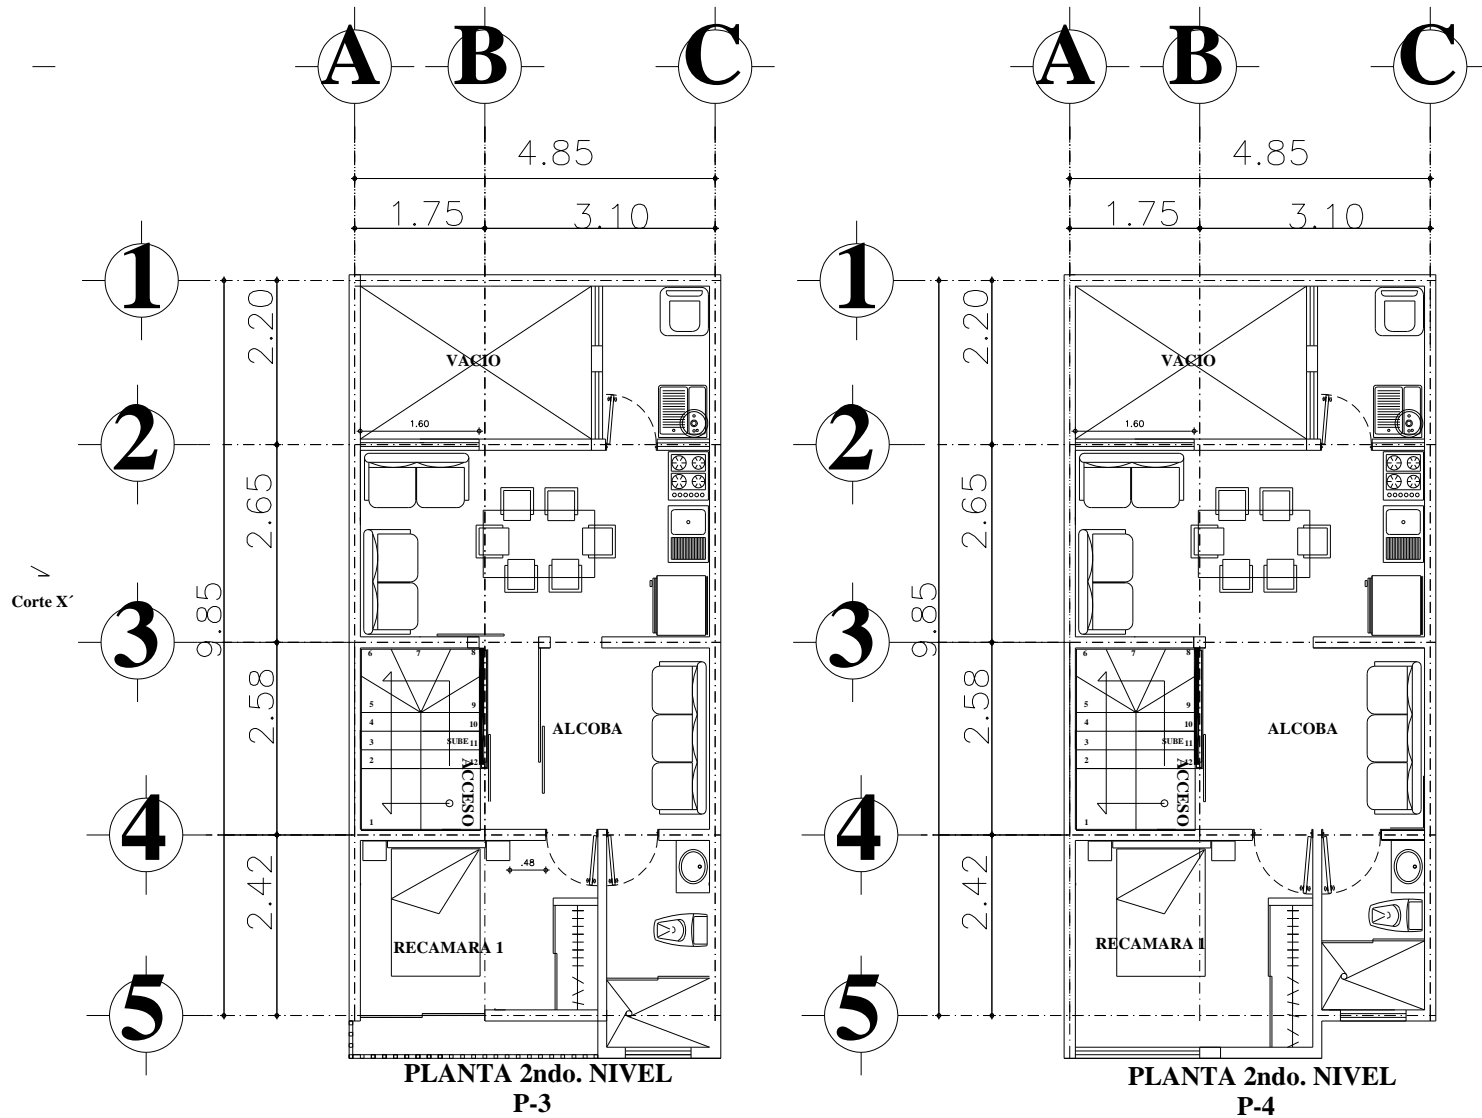 A B C
4.85
1.75 3.10
1
2.20
VACIO
1.60
2
2.65
Corte X´
9.85
3
6 7 8
5 9
4 10
3 SUBE 11
2 12
1
ACCESO
2.58
ALCOBA
4
.48
2.42
RECAMARA 1
5
PLANTA 2ndo. NIVEL
P-3
A B C
4.85
1.75 3.10
1
2.20
VACIO
1.60
2
2.65
9.85
3
6 7 8
5 9
4 10
3 SUBE 11
2 12
1
ACCESO
2.58
ALCOBA
4
2.42
RECAMARA 1
5
PLANTA 2ndo. NIVEL
P-4